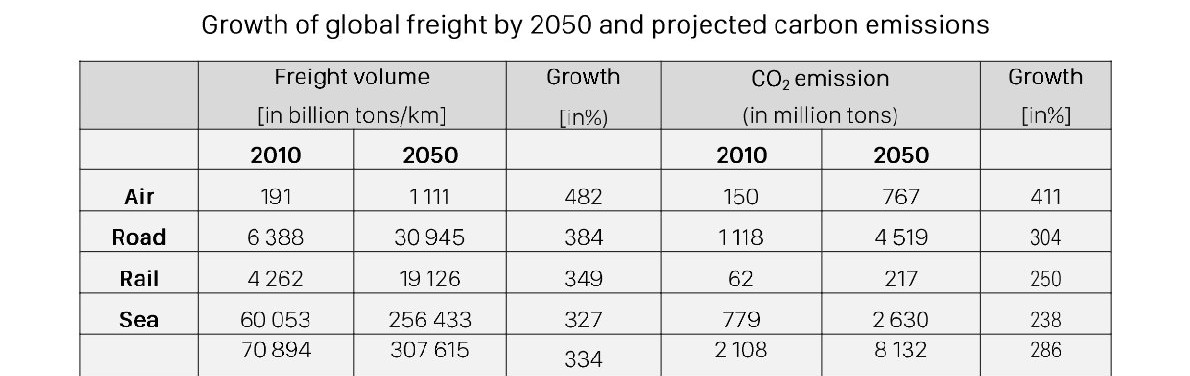 Growth of global freight by 2050 and projected carbon emissions
Freight volume Growth CO₂ emission Growth
[in billion tons/km] [in%) (in million tons) [in%]
2010 2050 2010 2050
Air 191 1 111 482 150 767 411
Road 6 388 30 945 384 1 118 4 519 304
Rail 4 262 19 126 349 62 217 250
Sea 60 053 256 433 327 779 2 630 238
70 894 307 615 334 2 108 8 132 286